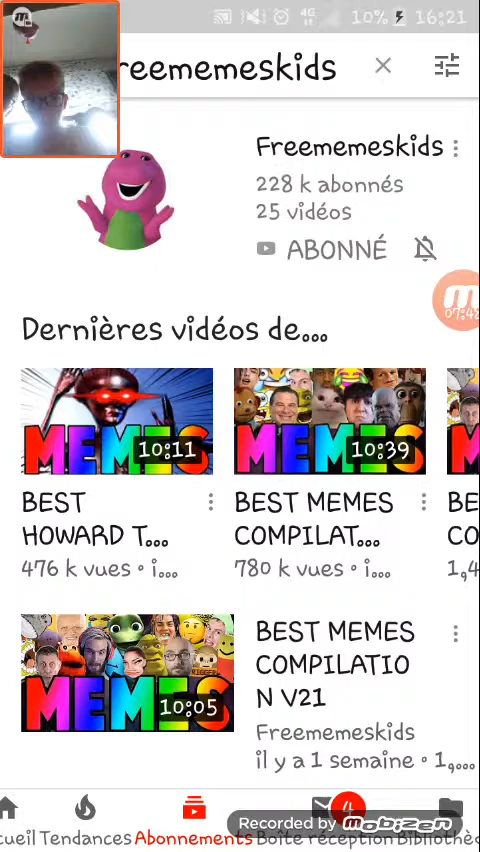 4G 10% 16:21
reememeskids
Freememeskids
228 k abonnés
25 vidéos
ABONNÉ
07:42
Dernières vidéos de...
MEMES 10:11
MEMES 10:39
M
BEST
HOWARD T...
476 k vues • i...
BEST MEMES
COMPILAT...
780 k vues • i...
BE
CO
1,4
MEMES 10:05
BEST MEMES
COMPILATIO
N V21
Freememeskids
il y a 1 semaine • 1,...
4
Recorded by Mobizen
cueil Tendances Abonnements Boîte réception Bibliothè